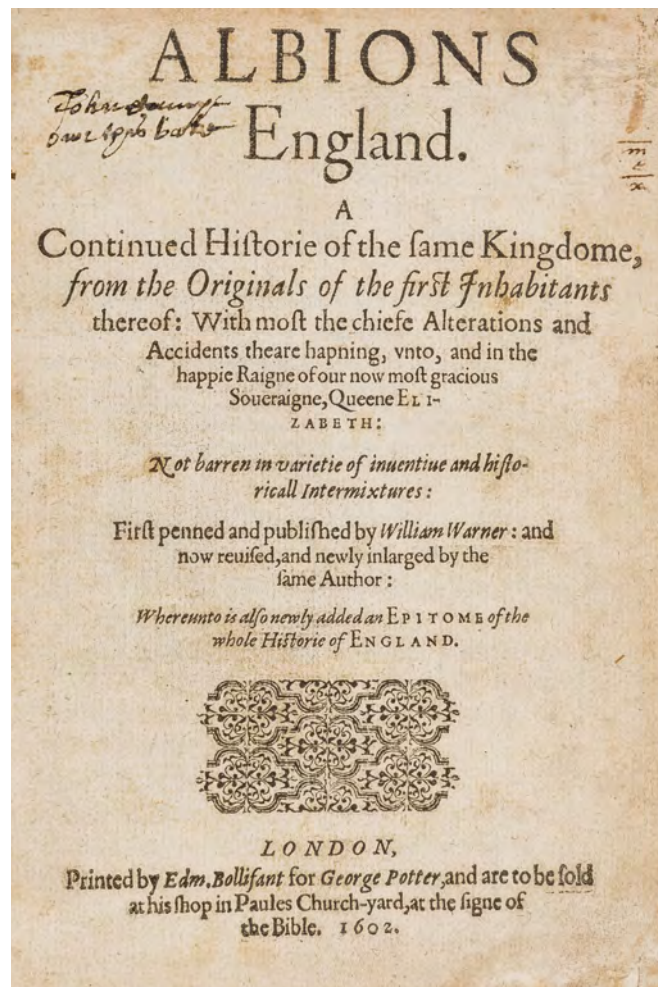 ALBIONS
England.
John
m
x
A
Continued Hiſtorie of the ſame Kingdome,
from the Originals of the firſt Inhabitants
thereof: With moſt the chiefe Alterations and
Accidents theare hapning, vnto, and in the
happie Raigne of our now moſt gracious
Soueraigne, Queene ELI-
ZABETH:
Not barren in varietie of inuentiue and hiſto-
ricall Intermixtures:
Firſt penned and publiſhed by William Warner: and
now reuiſed, and newly inlarged by the
ſame Author:
Whereunto is alſo newly added an EPITOME of the
whole Hiſtorie of ENGLAND.
LONDON,
Printed by Edm. Bollifant for George Potter, and are to be ſold
at his ſhop in Paules Church-yard, at the ſigne of
the Bible. 1602.